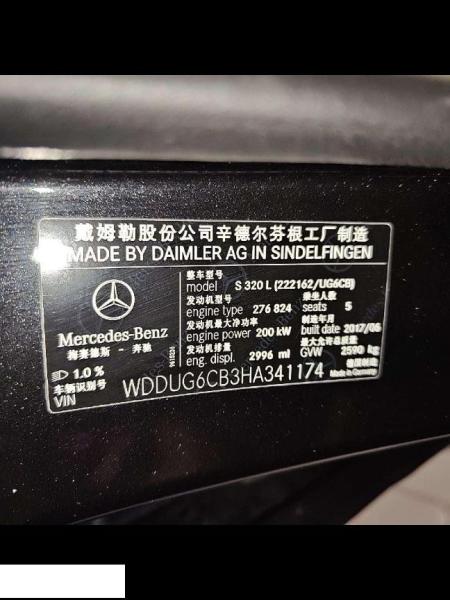 戴姆勒股份公司辛德尔芬根工厂制造
MADE BY DAIMLER AG IN SINDELFINGEN
整车型号
model S 320 L (222162/UG6CB)
发动机型号 乘坐人数
engine type 276 824 seats 5
发动机最大净功率 制造年月
engine power 200 kW built date 2017/06
发动机排量 最大允许总质量
eng. displ. 2996 ml GVW 2590 kg
Mercedes-Benz
梅赛德斯-奔驰
1.0 %
车辆识别号
VIN WDDUG6CB3HA341174
德国制造
Made in Germany